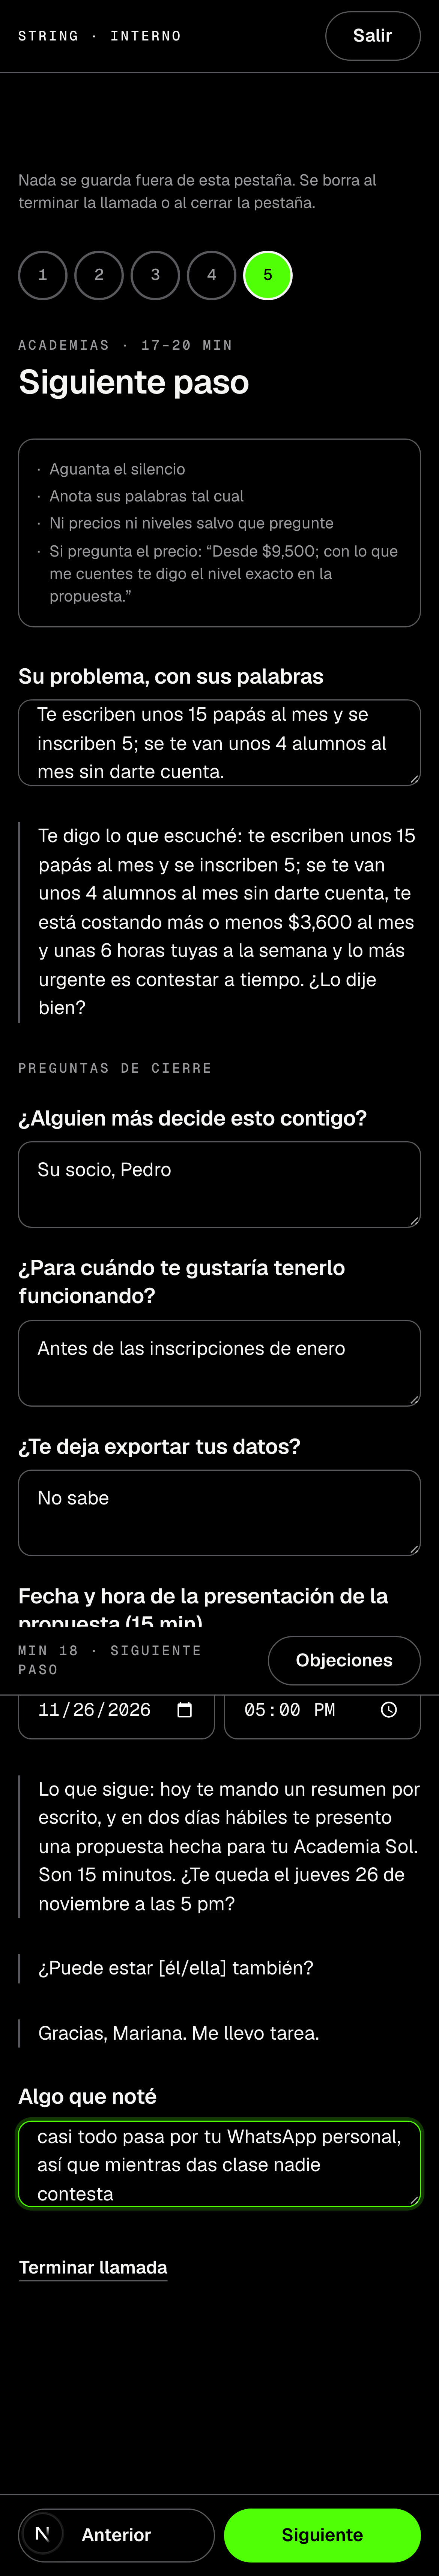 STRING · INTERNO
Salir
Nada se guarda fuera de esta pestaña. Se borra al
terminar la llamada o al cerrar la pestaña.
1 2 3 4 5
ACADEMIAS · 17–20 MIN
Siguiente paso
· Aguanta el silencio
· Anota sus palabras tal cual
· Ni precios ni niveles salvo que pregunte
· Si pregunta el precio: “Desde $9,500; con lo que
me cuentes te digo el nivel exacto en la
propuesta.”
Su problema, con sus palabras
Te escriben unos 15 papás al mes y se
inscriben 5; se te van unos 4 alumnos al
mes sin darte cuenta.
Te digo lo que escuché: te escriben unos 15
papás al mes y se inscriben 5; se te van
unos 4 alumnos al mes sin darte cuenta, te
está costando más o menos $3,600 al mes
y unas 6 horas tuyas a la semana y lo más
urgente es contestar a tiempo. ¿Lo dije
bien?
PREGUNTAS DE CIERRE
¿Alguien más decide esto contigo?
Su socio, Pedro
¿Para cuándo te gustaría tenerlo
funcionando?
Antes de las inscripciones de enero
¿Te deja exportar tus datos?
No sabe
Fecha y hora de la presentación de la
propuesta (15 min)
MIN 18 · SIGUIENTE
PASO
Objeciones
11/26/2026
05:00 PM
Lo que sigue: hoy te mando un resumen por
escrito, y en dos días hábiles te presento
una propuesta hecha para tu Academia Sol.
Son 15 minutos. ¿Te queda el jueves 26 de
noviembre a las 5 pm?
¿Puede estar [él/ella] también?
Gracias, Mariana. Me llevo tarea.
Algo que noté
casi todo pasa por tu WhatsApp personal,
así que mientras das clase nadie
contesta
Terminar llamada
N
Anterior
Siguiente